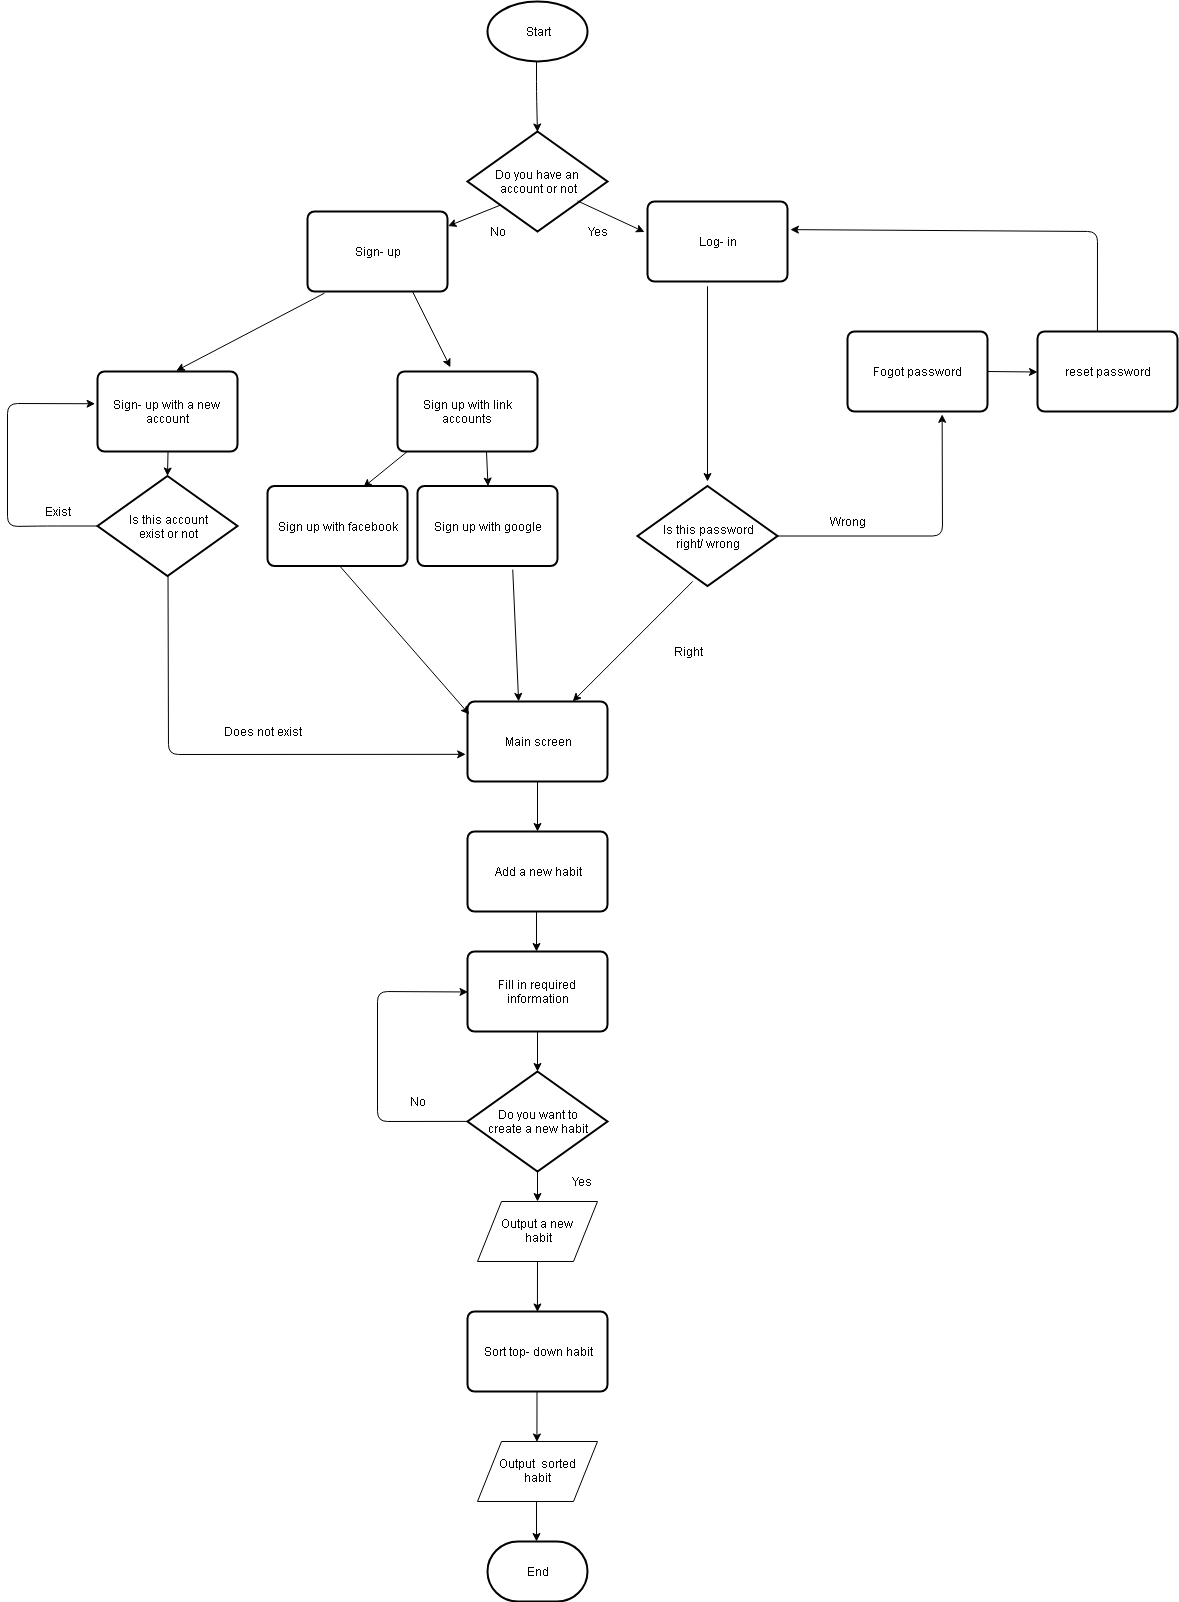 Start
Do you have an
account or not
No
Yes
Sign- up
Log- in
Fogot password
reset password
Sign- up with a new
account
Sign up with link
accounts
Exist
Is this account
exist or not
Sign up with facebook
Sign up with google
Is this password
right/ wrong
Wrong
Right
Does not exist
Main screen
Add a new habit
Fill in required
information
No
Do you want to
create a new habit
Yes
Output a new
habit
Sort top- down habit
Output  sorted
habit
End